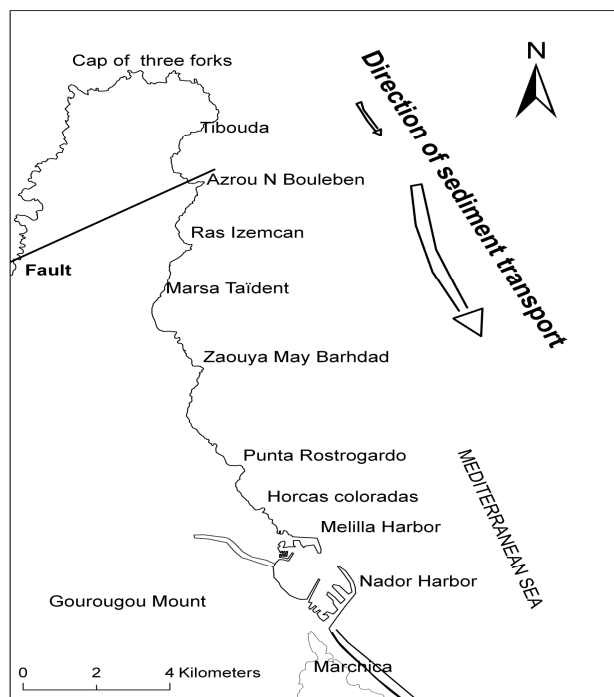 Cap of three forks
N
Direction of sediment transport
Tibouda
Azrou N Bouleben
Ras Izemcan
Fault
Marsa Taïdent
Zaouya May Barhdad
Punta Rostrogardo
MEDITERRANEAN SEA
Horcas coloradas
Melilla Harbor
Nador Harbor
Gourougou Mount
Marchica
0 2 4 Kilometers